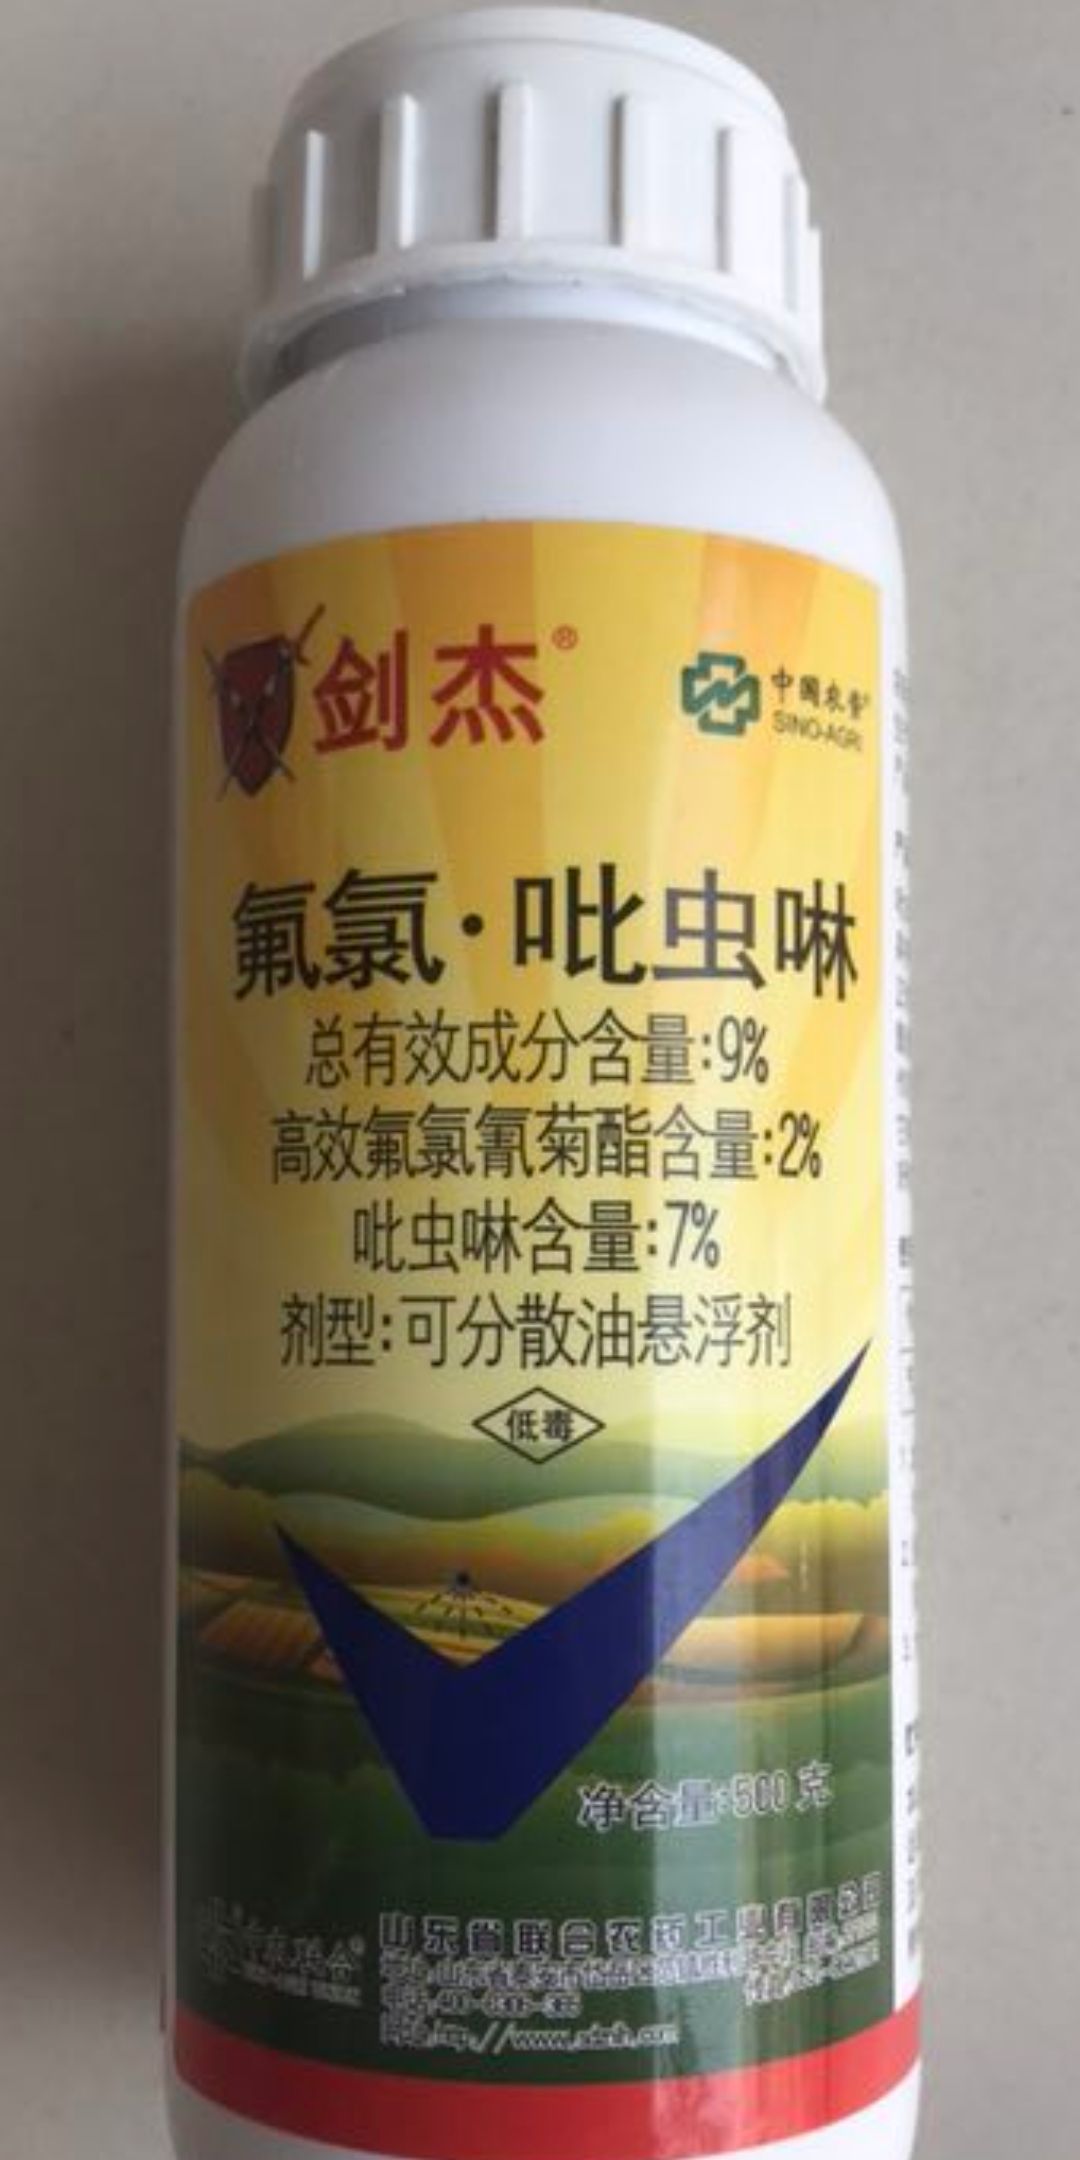 剑杰®
中国农资
SINO-AGRI
氟氯·吡虫啉
总有效成分含量:9%
高效氟氯氰菊酯含量:2%
吡虫啉含量:7%
剂型:可分散油悬浮剂
低毒
净含量:500克
山东省联合农药工业有限公司